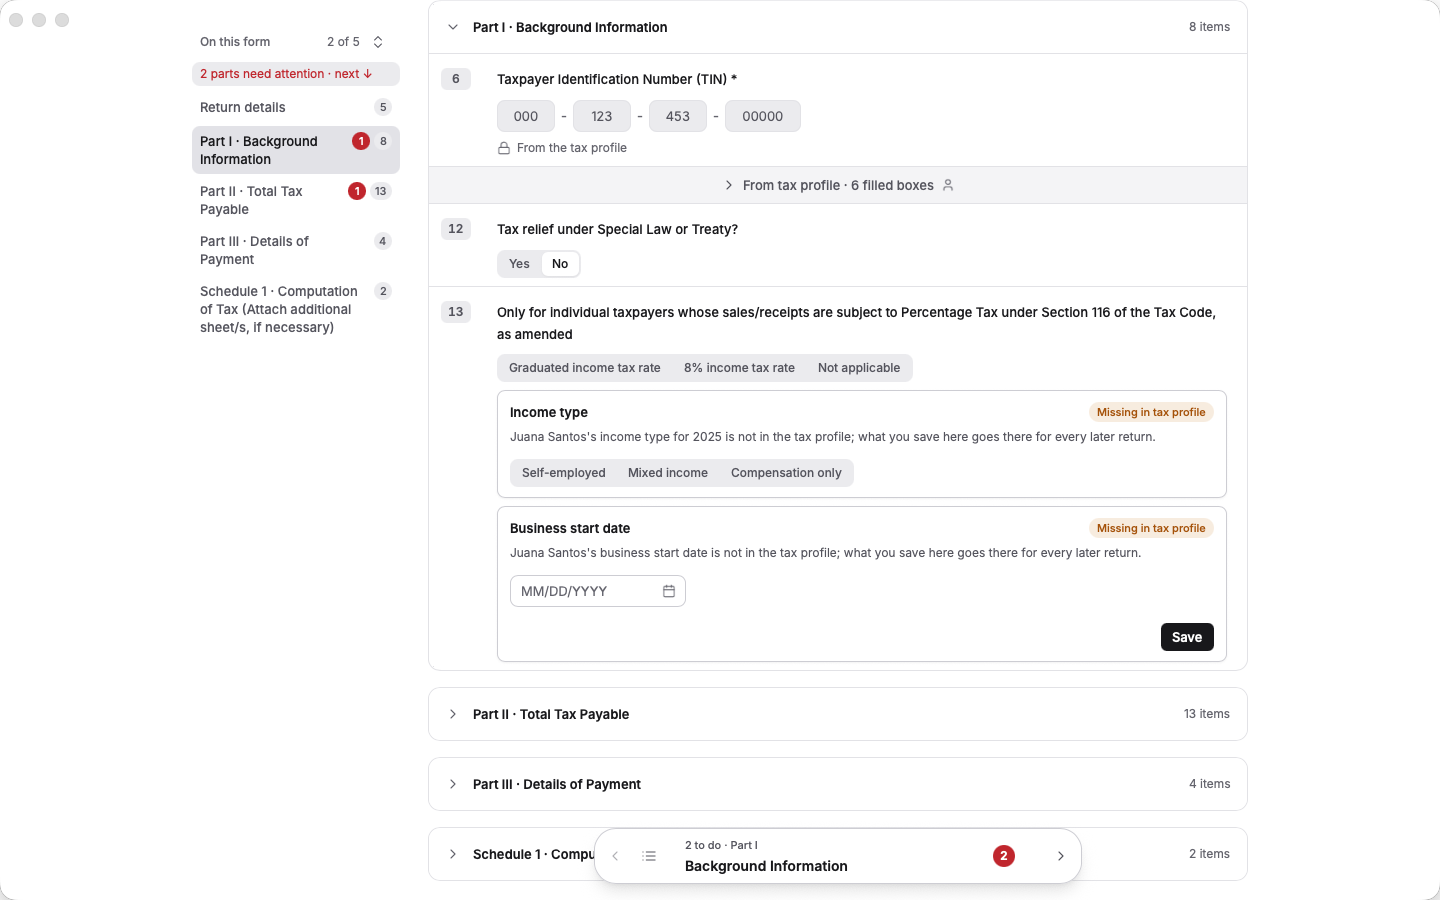 On this form
2 of 5
2 parts need attention · next ↓
Return details
5
Part I · Background Information
1
8
Part II · Total Tax Payable
1
13
Part III · Details of Payment
4
Schedule 1 · Computation of Tax (Attach additional sheet/s, if necessary)
2
Part I · Background Information
8 items
6
Taxpayer Identification Number (TIN) *
000 - 123 - 453 - 00000
From the tax profile
From tax profile · 6 filled boxes
12
Tax relief under Special Law or Treaty?
Yes
No
13
Only for individual taxpayers whose sales/receipts are subject to Percentage Tax under Section 116 of the Tax Code,
as amended
Graduated income tax rate
8% income tax rate
Not applicable
Income type
Missing in tax profile
Juana Santos's income type for 2025 is not in the tax profile; what you save here goes there for every later return.
Self-employed
Mixed income
Compensation only
Business start date
Missing in tax profile
Juana Santos's business start date is not in the tax profile; what you save here goes there for every later return.
MM/DD/YYYY
Save
Part II · Total Tax Payable
13 items
Part III · Details of Payment
4 items
Schedule 1 · Compu
2 items
2 to do · Part I
Background Information
2